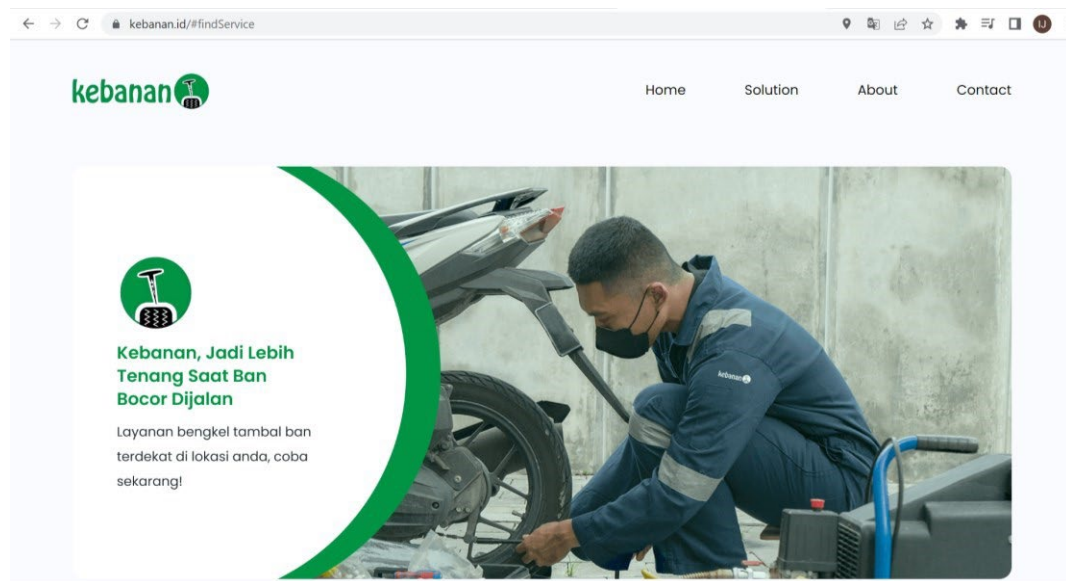 kebanan.id/#findService
IJ
kebanan
Home Solution About Contact
Kebanan, Jadi Lebih
Tenang Saat Ban
Bocor Dijalan
Layanan bengkel tambal ban
terdekat di lokasi anda, coba
sekarang!
kebanan